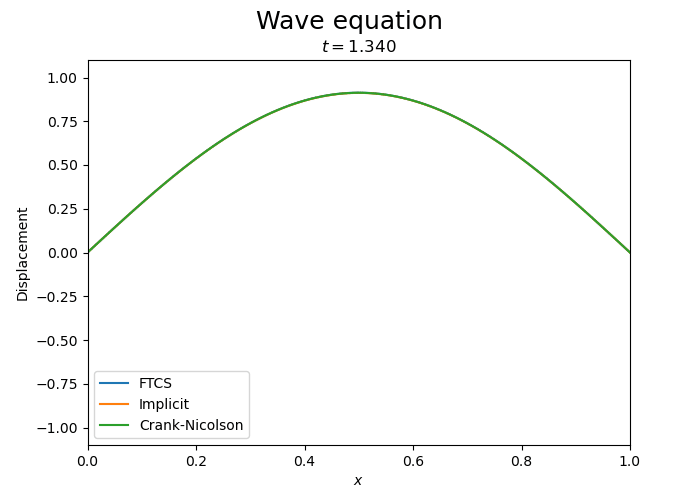 Wave equation
t = 1.340
1.00
0.75
0.50
0.25
0.00
−0.25
−0.50
−0.75
−1.00
Displacement
FTCS
Implicit
Crank-Nicolson
0.0 0.2 0.4 0.6 0.8 1.0
x